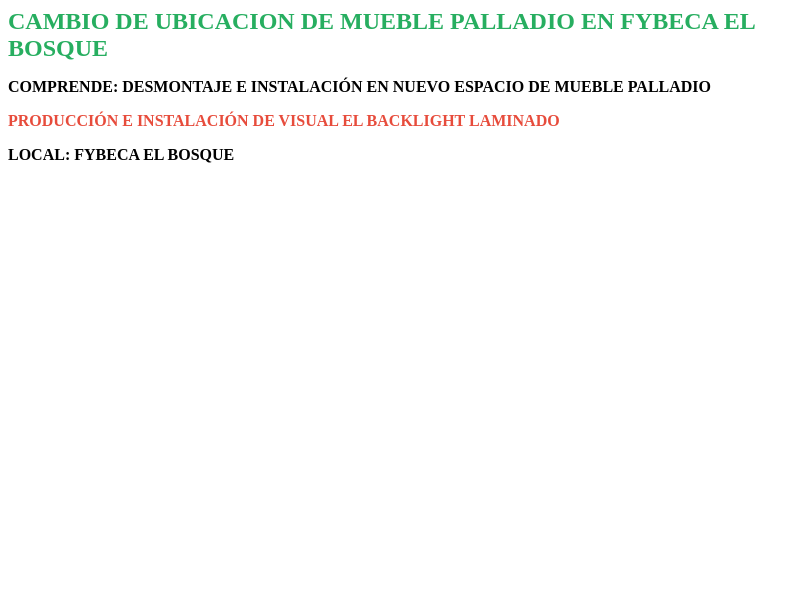 CAMBIO DE UBICACION DE MUEBLE PALLADIO EN FYBECA EL
BOSQUE
COMPRENDE: DESMONTAJE E INSTALACIÓN EN NUEVO ESPACIO DE MUEBLE PALLADIO
PRODUCCIÓN E INSTALACIÓN DE VISUAL EL BACKLIGHT LAMINADO
LOCAL: FYBECA EL BOSQUE